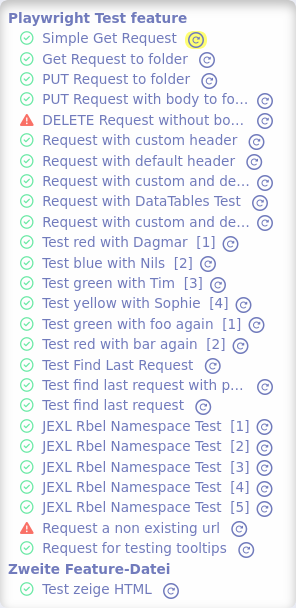 Playwright Test feature
Simple Get Request
Get Request to folder
PUT Request to folder
PUT Request with body to fo...
DELETE Request without bo...
Request with custom header
Request with default header
Request with custom and de...
Request with DataTables Test
Request with custom and de...
Test red with Dagmar [1]
Test blue with Nils [2]
Test green with Tim [3]
Test yellow with Sophie [4]
Test green with foo again [1]
Test red with bar again [2]
Test Find Last Request
Test find last request with p...
Test find last request
JEXL Rbel Namespace Test [1]
JEXL Rbel Namespace Test [2]
JEXL Rbel Namespace Test [3]
JEXL Rbel Namespace Test [4]
JEXL Rbel Namespace Test [5]
Request a non existing url
Request for testing tooltips
Zweite Feature-Datei
Test zeige HTML